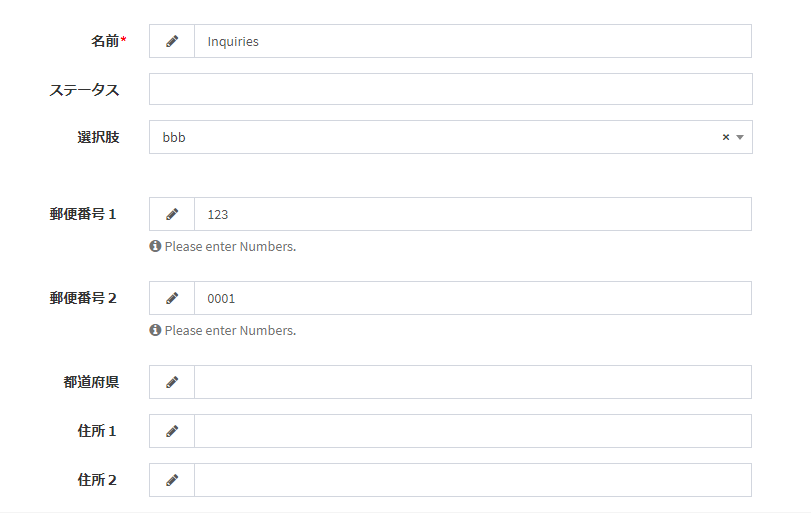 名前*
Inquiries
ステータス
選択肢
bbb
×
郵便番号１
123
Please enter Numbers.
郵便番号２
0001
Please enter Numbers.
都道府県
住所１
住所２